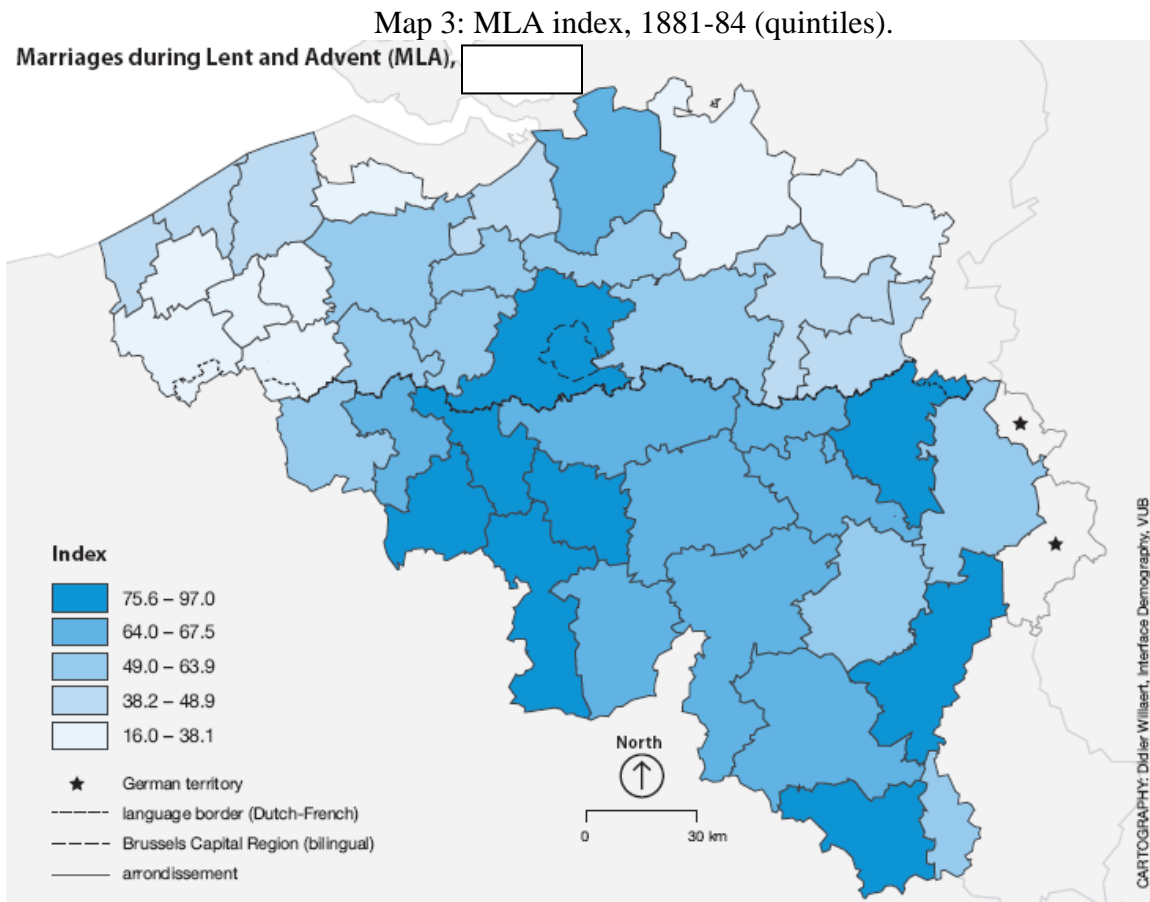 Map 3: MLA index, 1881-84 (quintiles).
Marriages during Lent and Advent (MLA),
Index
75.6 – 97.0
64.0 – 67.5
49.0 – 63.9
38.2 – 48.9
16.0 – 38.1
German territory
language border (Dutch-French)
Brussels Capital Region (bilingual)
arrondissement
North
0 30 km
CARTOGRAPHY: Didier Willaert, Interface Demography, VUB